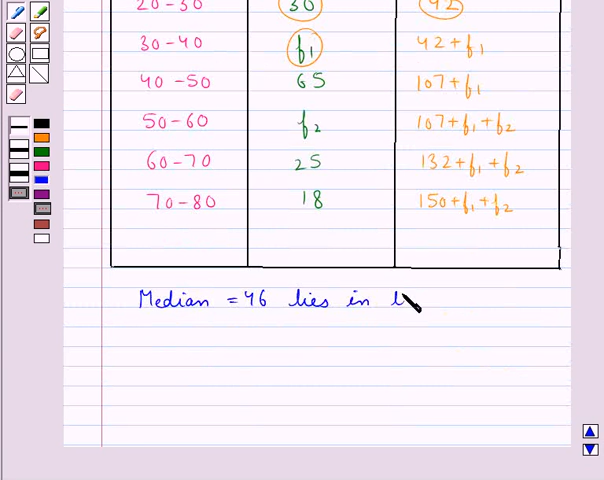 20-30 30 42
30-40 f₁ 42+f₁
40-50 65 107+f₁
50-60 f₂ 107+f₁+f₂
60-70 25 132+f₁+f₂
70-80 18 150+f₁+f₂
Median = 46 lies in